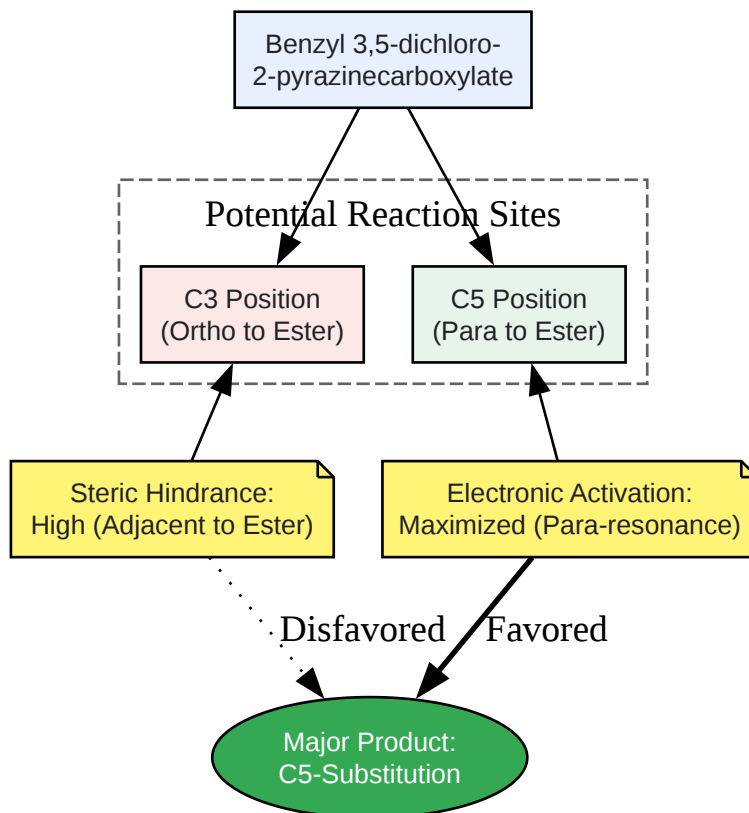 Benzyl 3,5-dichloro-
2-pyrazinecarboxylate
Potential Reaction Sites
C3 Position
(Ortho to Ester)
C5 Position
(Para to Ester)
Steric Hindrance:
High (Adjacent to Ester)
Electronic Activation:
Maximized (Para-resonance)
Disfavored
Favored
Major Product:
C5-Substitution